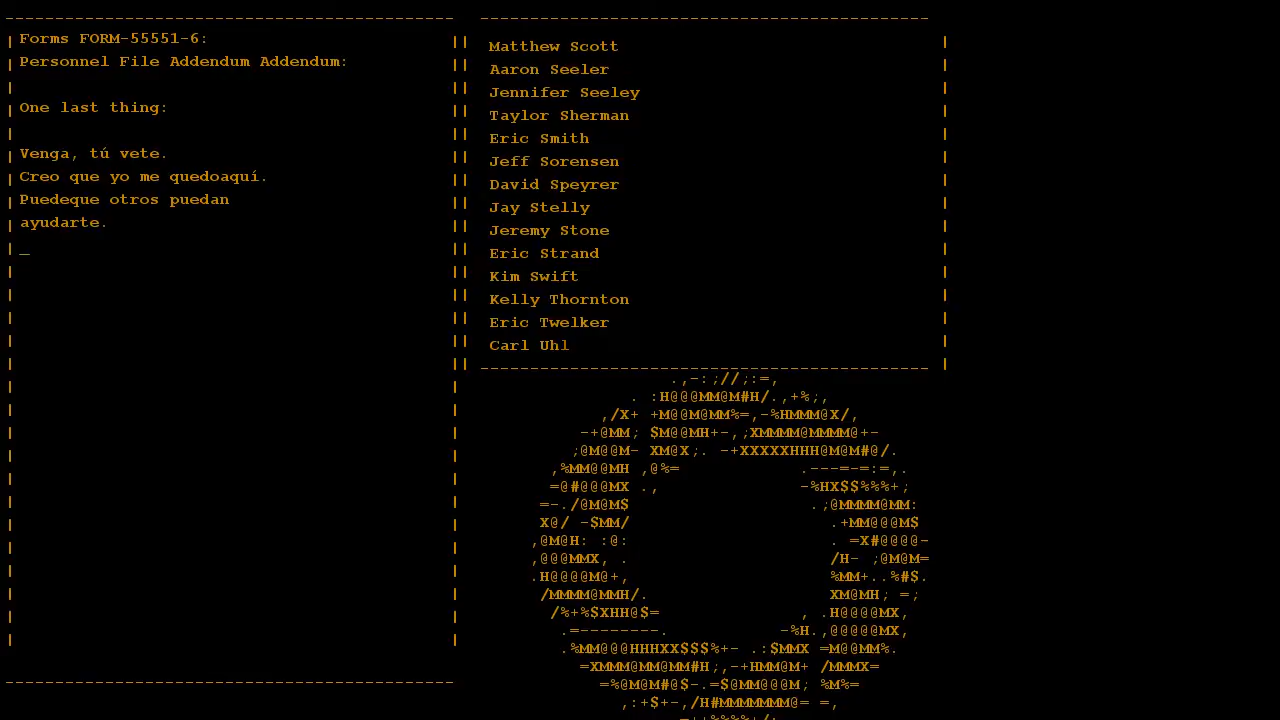 Forms FORM-55551-6:
Personnel File Addendum Addendum:
One last thing:
Venga, tú vete.
Creo que yo me quedoaquí.
Puedeque otros puedan
ayudarte.
_
Matthew Scott
Aaron Seeler
Jennifer Seeley
Taylor Sherman
Eric Smith
Jeff Sorensen
David Speyrer
Jay Stelly
Jeremy Stone
Eric Strand
Kim Swift
Kelly Thornton
Eric Twelker
Carl Uhl